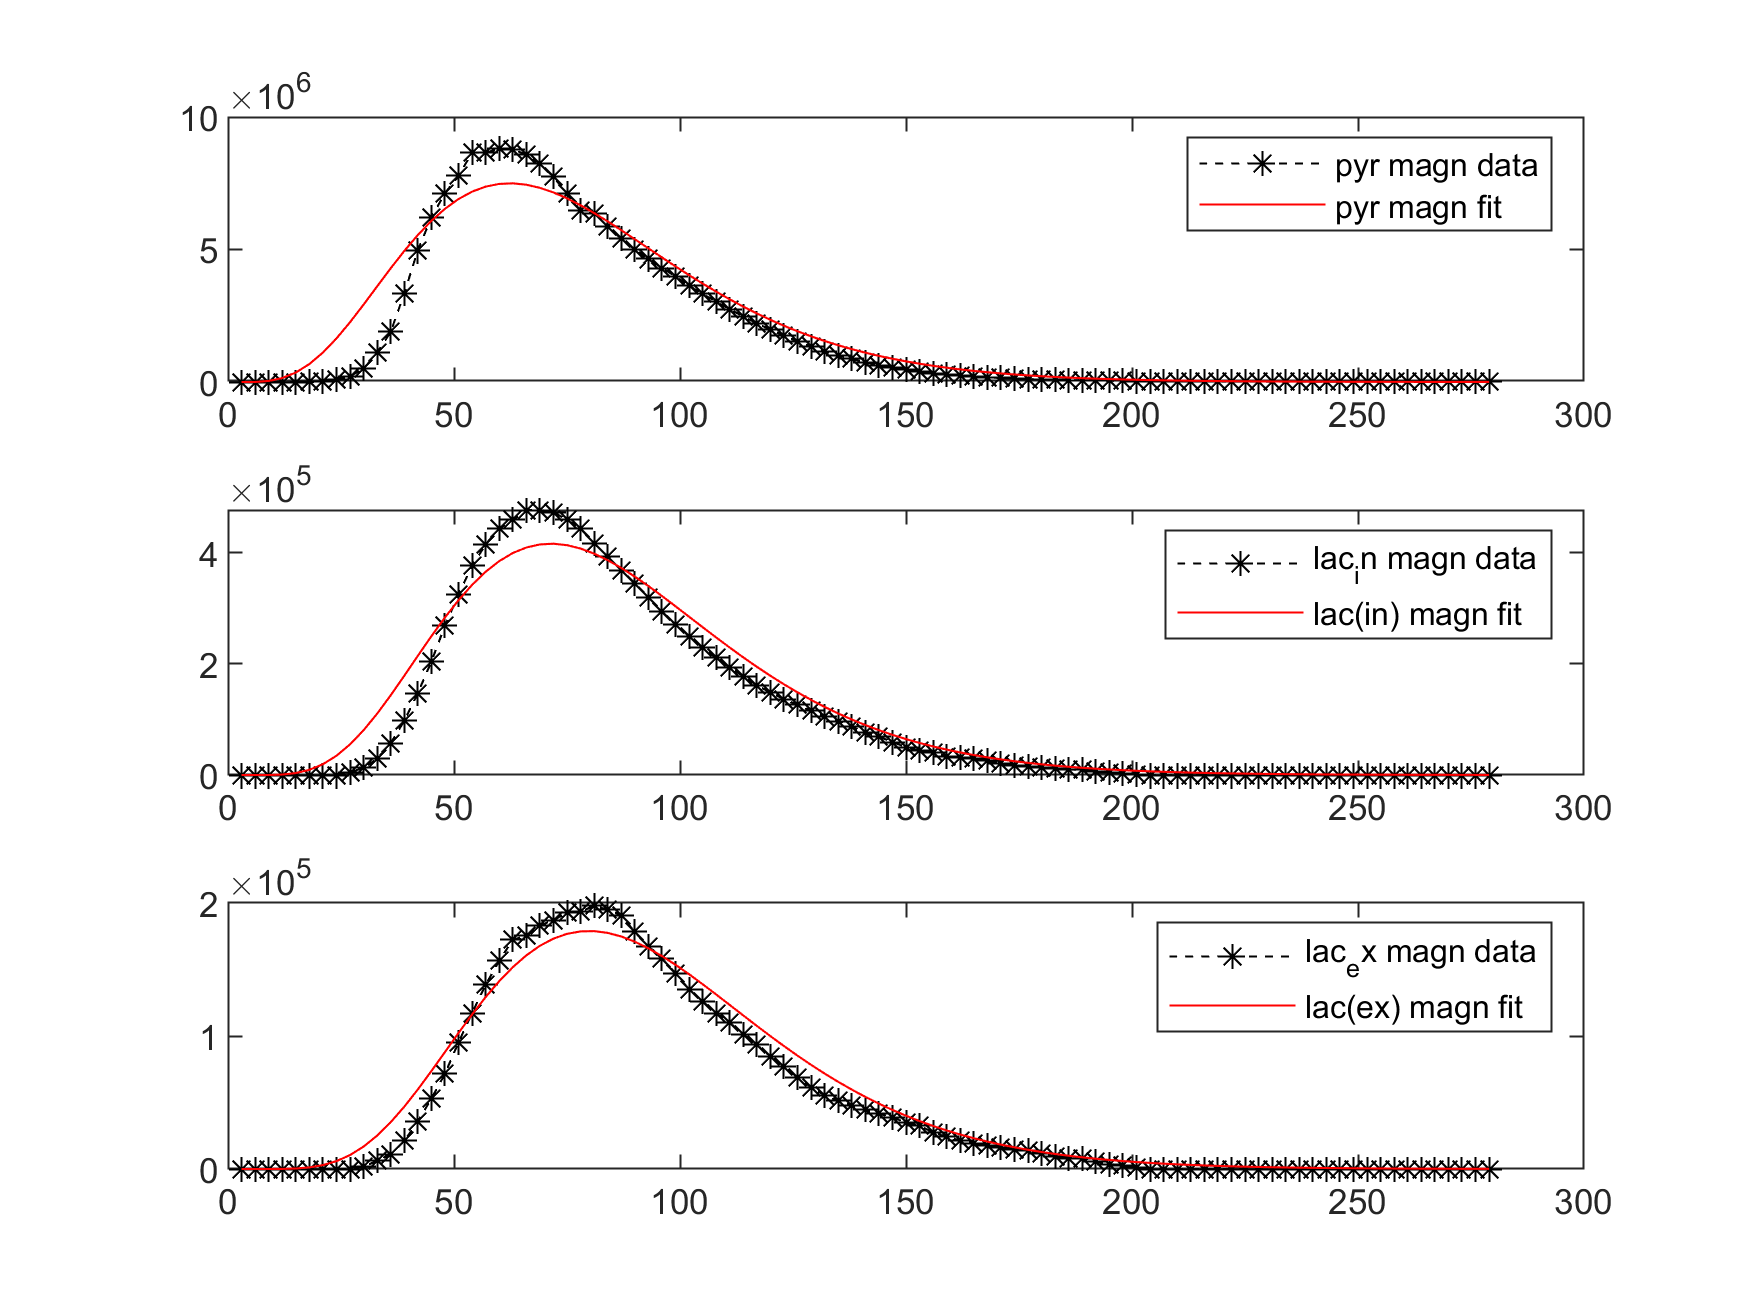 ×10^6
10
5
0
0 50 100 150 200 250 300
pyr magn data
pyr magn fit
×10^5
4
2
0
0 50 100 150 200 250 300
lac_in magn data
lac(in) magn fit
×10^5
2
1
0
0 50 100 150 200 250 300
lac_ex magn data
lac(ex) magn fit